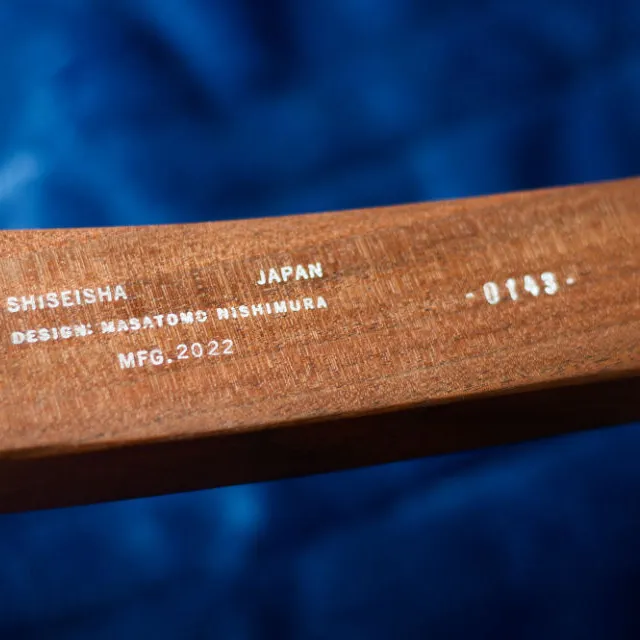 SHISEISHA JAPAN
DESIGN: MASATOMO NISHIMURA
MFG.2022
-0143-